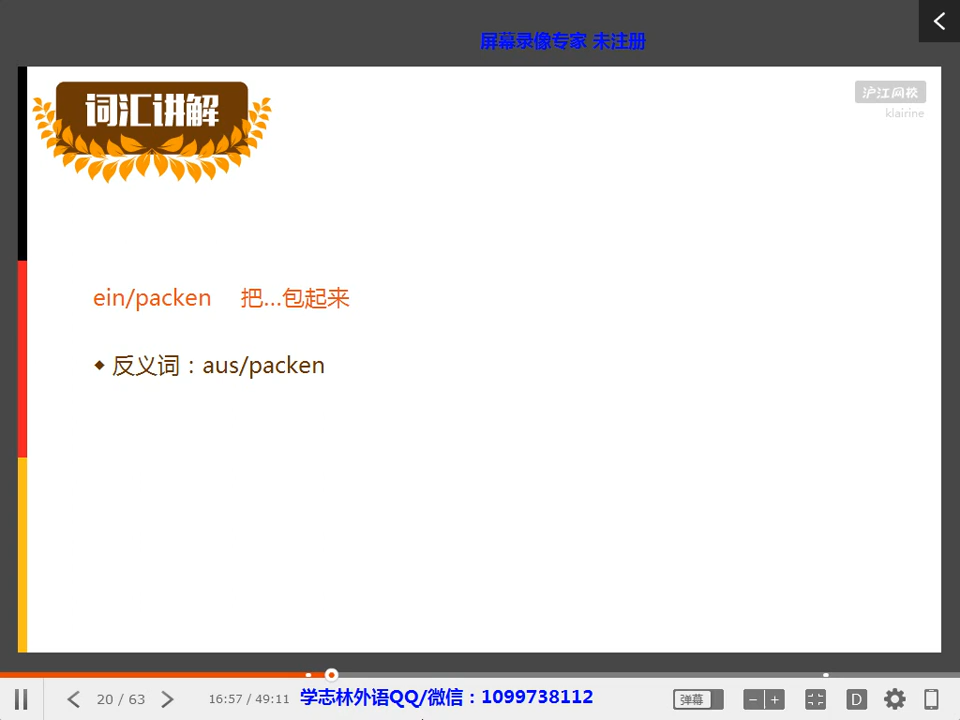 屏幕录像专家 未注册
词汇讲解
沪江网校
klairine
ein/packen 把...包起来
◆ 反义词：aus/packen
20 / 63
16:57 / 49:11
学志林外语QQ/微信：1099738112
弹幕
D